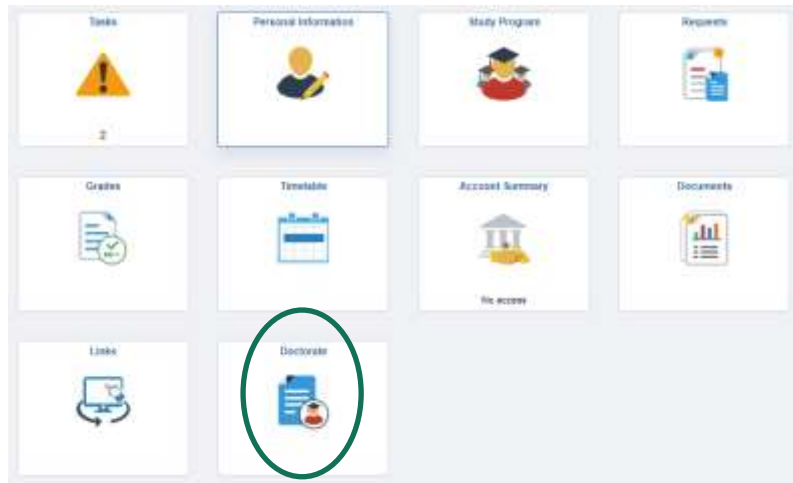 Tasks
Personal Information
Study Program
Requests
2
Grades
Timetable
Account Summary
Documents
No access
Links
Doctorate